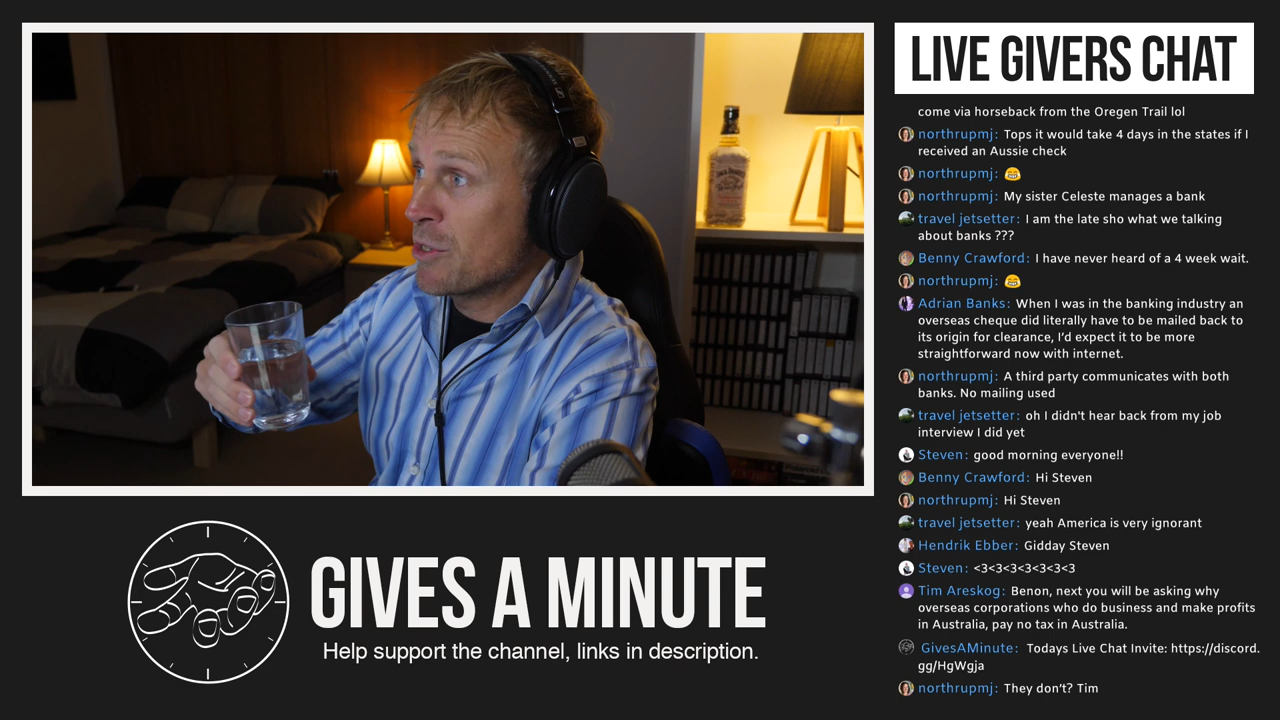 LIVE GIVERS CHAT
come via horseback from the Oregen Trail lol
northrupmj: Tops it would take 4 days in the states if I
received an Aussie check
northrupmj: 😂
northrupmj: My sister Celeste manages a bank
travel jetsetter: I am the late sho what we talking
about banks ???
Benny Crawford: I have never heard of a 4 week wait.
northrupmj: 😂
Adrian Banks: When I was in the banking industry an
overseas cheque did literally have to be mailed back to
its origin for clearance, I'd expect it to be more
straightforward now with internet.
northrupmj: A third party communicates with both
banks. No mailing used
travel jetsetter: oh I didn't hear back from my job
interview I did yet
Steven: good morning everyone!!
Benny Crawford: Hi Steven
northrupmj: Hi Steven
travel jetsetter: yeah America is very ignorant
Hendrik Ebber: Gidday Steven
Steven: <3<3<3<3<3<3<3
Tim Areskog: Benon, next you will be asking why
overseas corporations who do business and make profits
in Australia, pay no tax in Australia.
GivesAMinute: Todays Live Chat Invite: https://discord.
gg/HgWgja
northrupmj: They don't? Tim
GIVES A MINUTE
Help support the channel, links in description.